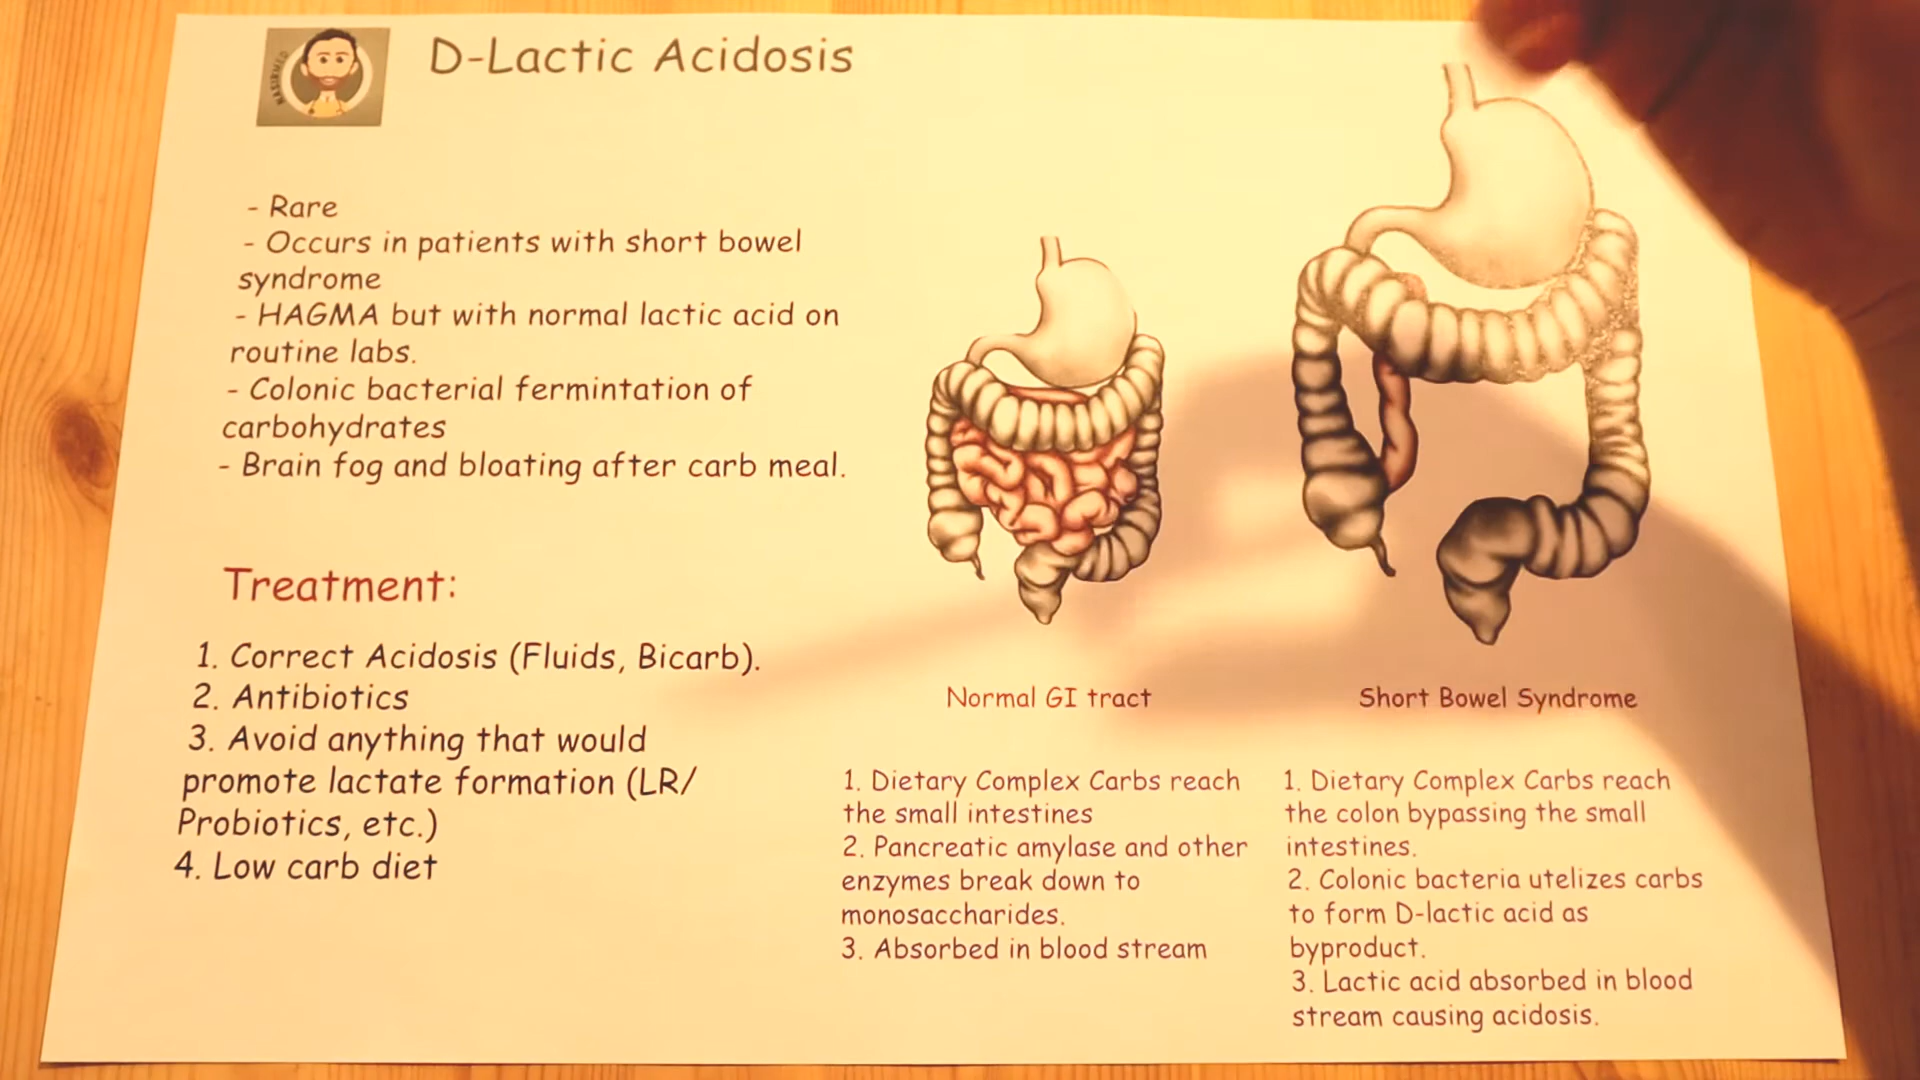 D-Lactic Acidosis
- Rare
- Occurs in patients with short bowel
syndrome
- HAGMA but with normal lactic acid on
routine labs.
- Colonic bacterial fermintation of
carbohydrates
- Brain fog and bloating after carb meal.
Treatment:
1. Correct Acidosis (Fluids, Bicarb).
2. Antibiotics
3. Avoid anything that would
promote lactate formation (LR/
Probiotics, etc.)
4. Low carb diet
Normal GI tract
1. Dietary Complex Carbs reach
the small intestines
2. Pancreatic amylase and other
enzymes break down to
monosaccharides.
3. Absorbed in blood stream
Short Bowel Syndrome
1. Dietary Complex Carbs reach
the colon bypassing the small
intestines.
2. Colonic bacteria utelizes carbs
to form D-lactic acid as
byproduct.
3. Lactic acid absorbed in blood
stream causing acidosis.